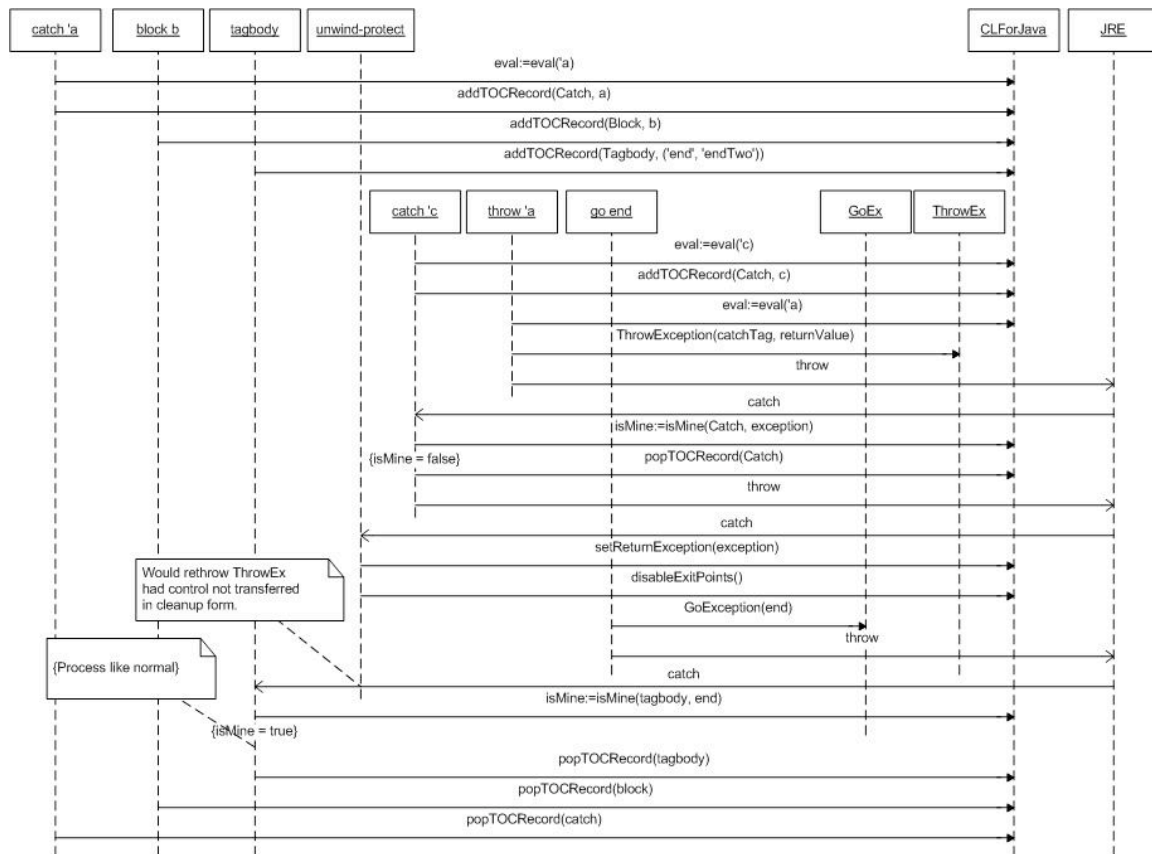 catch 'a
block b
tagbody
unwind-protect
CLForJava
JRE
eval:=eval('a)
addTOCRecord(Catch, a)
addTOCRecord(Block, b)
addTOCRecord(Tagbody, ('end', 'endTwo'))
catch 'c
throw 'a
go end
GoEx
ThrowEx
eval:=eval('c)
addTOCRecord(Catch, c)
eval:=eval('a)
ThrowException(catchTag, returnValue)
throw
catch
isMine:=isMine(Catch, exception)
{isMine = false}
popTOCRecord(Catch)
throw
catch
setReturnException(exception)
Would rethrow ThrowEx
had control not transferred
in cleanup form.
disableExitPoints()
GoException(end)
throw
{Process like normal}
catch
isMine:=isMine(tagbody, end)
{isMine = true}
popTOCRecord(tagbody)
popTOCRecord(block)
popTOCRecord(catch)